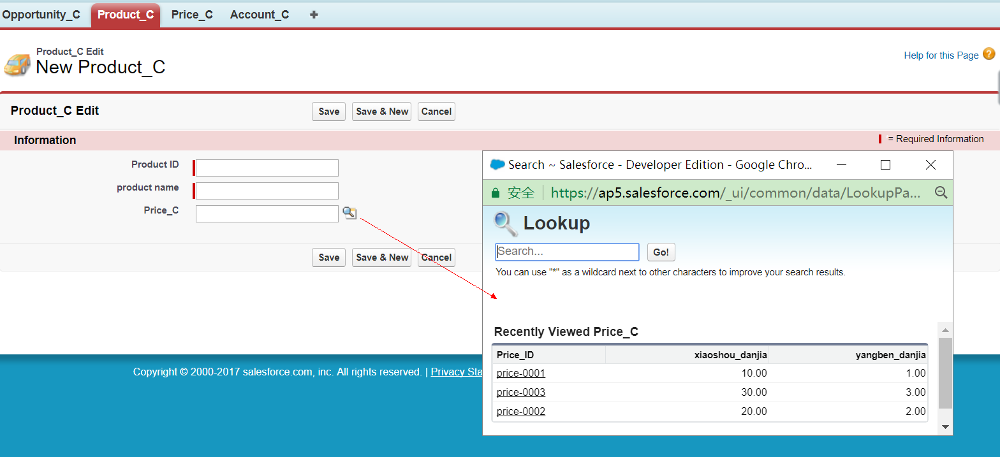 Opportunity_C Product_C Price_C Account_C +
Product_C Edit
New Product_C
Help for this Page ?
Product_C Edit
Save Save & New Cancel
Information
= Required Information
Product ID
product name
Price_C
Save Save & New Cancel
Copyright © 2000-2017 salesforce.com, inc. All rights reserved. | Privacy Sta
Search ~ Salesforce - Developer Edition - Google Chro...
安全 https://ap5.salesforce.com/_ui/common/data/LookupPa...
Lookup
Search... Go!
You can use "*" as a wildcard next to other characters to improve your search results.
Recently Viewed Price_C
Price_ID xiaoshou_danjia yangben_danjia
price-0001 10.00 1.00
price-0003 30.00 3.00
price-0002 20.00 2.00